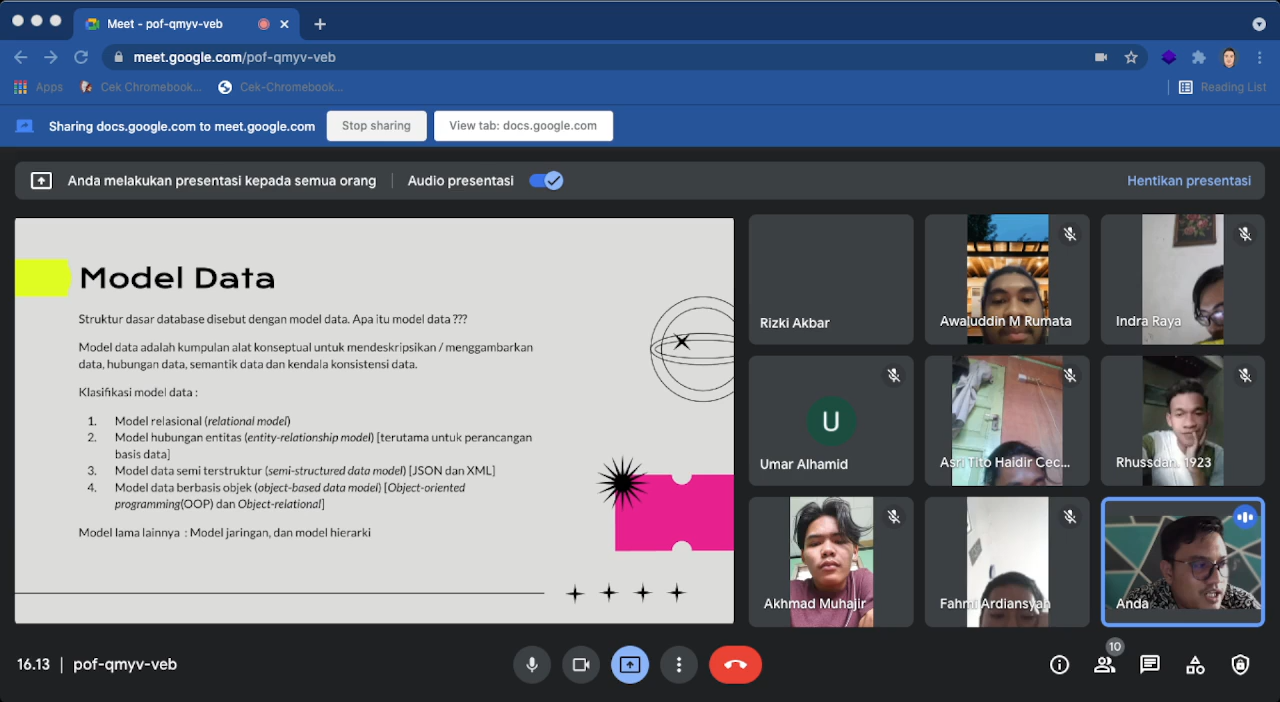 Meet - pof-qmyv-veb
meet.google.com/pof-qmyv-veb
Apps
Cek Chromebook...
Cek-Chromebook...
Reading List
Sharing docs.google.com to meet.google.com
Stop sharing
View tab: docs.google.com
Anda melakukan presentasi kepada semua orang
Audio presentasi
Hentikan presentasi
Model Data
Struktur dasar database disebut dengan model data. Apa itu model data ???
Model data adalah kumpulan alat konseptual untuk mendeskripsikan / menggambarkan
data, hubungan data, semantik data dan kendala konsistensi data.
Klasifikasi model data :
1. Model relasional (relational model)
2. Model hubungan entitas (entity-relationship model) [terutama untuk perancangan
basis data]
3. Model data semi terstruktur (semi-structured data model) [JSON dan XML]
4. Model data berbasis objek (object-based data model) [Object-oriented
programming(OOP) dan Object-relational]
Model lama lainnya : Model jaringan, dan model hierarki
Rizki Akbar
Awaluddin M Rumata
Indra Raya
U
Umar Alhamid
Asri Tito Haidir Cec...
Rhussdan. 1923
Akhmad Muhajir
Fahmi Ardiansyah
Anda
16.13 | pof-qmyv-veb
10